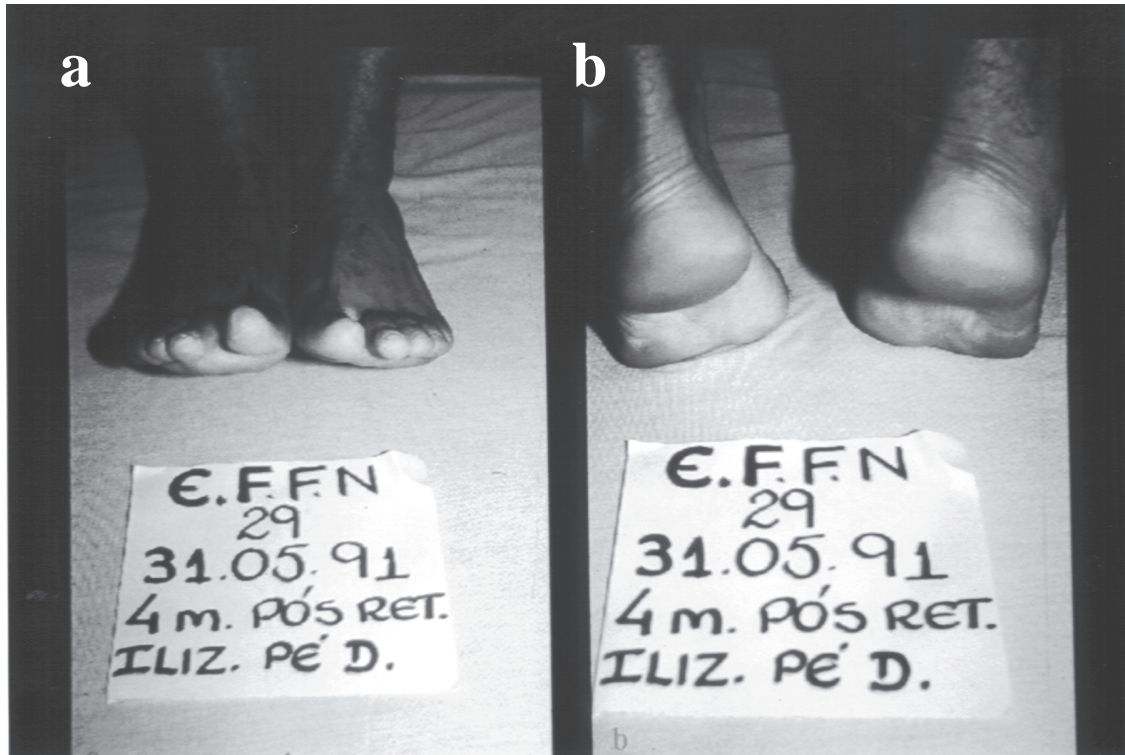 a
Є.F.F.N
29
31.05.91
4 m. PÓS RET.
ILIZ. PÉ D.
b
Є.F.F.N
29
31.05.91
4 m. PÓS RET.
ILIZ. PÉ D.
b